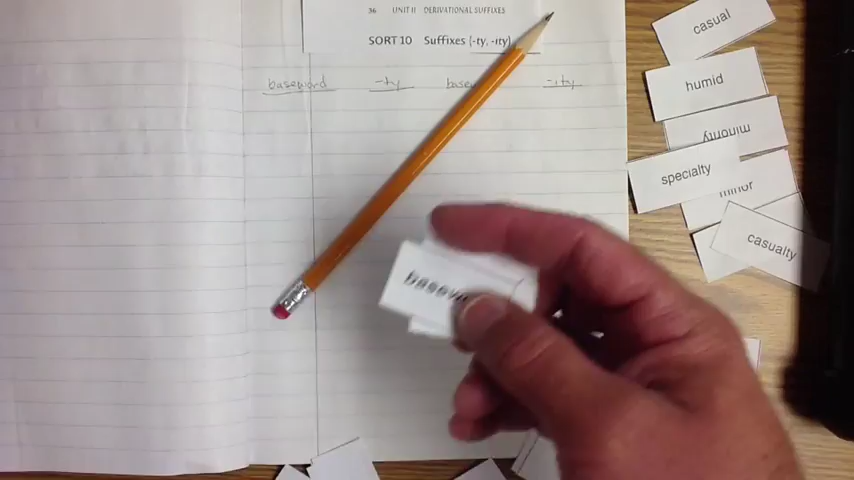 36 UNIT II DERIVATIONAL SUFFIXES
SORT 10 Suffixes (-ty, -ity)
baseword -ty base -ity
casual
humid
minority
specialty
minor
casualty